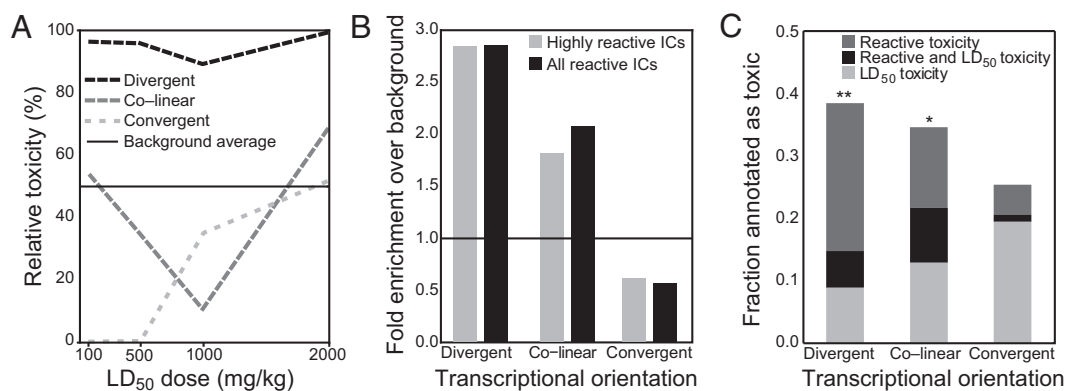 A
Relative toxicity (%)
100
80
60
40
20
0
Divergent
Co–linear
Convergent
Background average
100 500 1000 2000
LD50 dose (mg/kg)
B
Fold enrichment over background
3.0
2.5
2.0
1.5
1.0
0.5
0.0
Highly reactive ICs
All reactive ICs
Divergent Co–linear Convergent
Transcriptional orientation
C
Fraction annotated as toxic
0.5
0.4
0.3
0.2
0.1
0.0
Reactive toxicity
Reactive and LD50 toxicity
LD50 toxicity
**
*
Divergent Co–linear Convergent
Transcriptional orientation